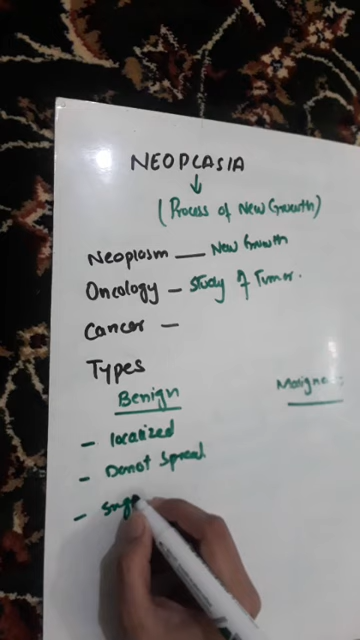 NEOPLASIA
↓
(Process of New Growth)
Neoplasm — New Growth
Oncology — Study of Tumor.
Cancer —
Types
Benign
- localized
- Donot Spread